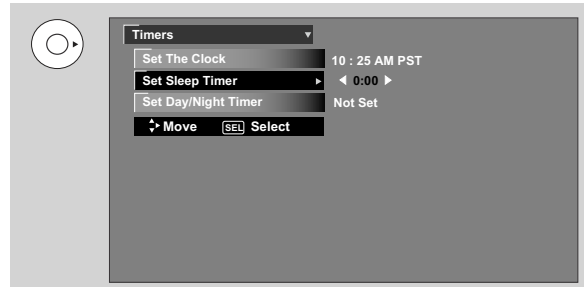 Timers
Set The Clock 10 : 25 AM PST
Set Sleep Timer 0:00
Set Day/Night Timer Not Set
Move SEL Select